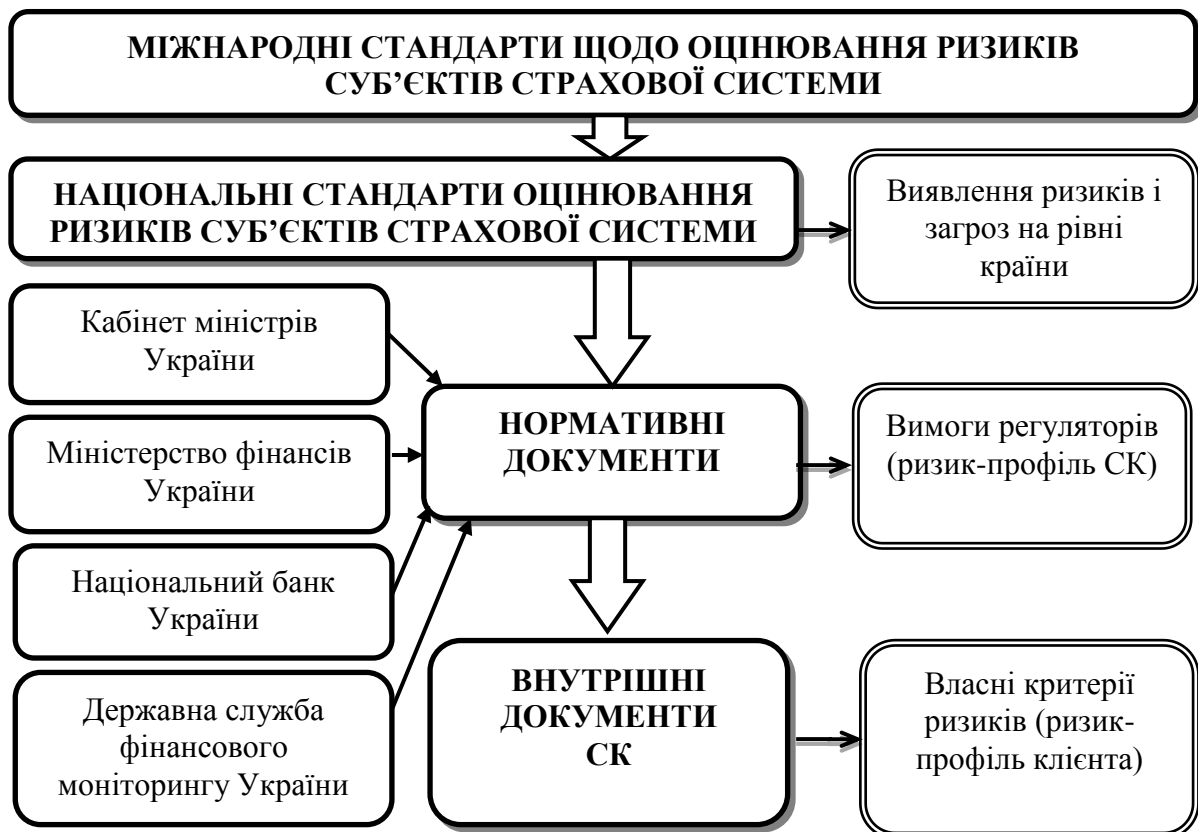 МІЖНАРОДНІ СТАНДАРТИ ЩОДО ОЦІНЮВАННЯ РИЗИКІВ
СУБ’ЄКТІВ СТРАХОВОЇ СИСТЕМИ
НАЦІОНАЛЬНІ СТАНДАРТИ ОЦІНЮВАННЯ
РИЗИКІВ СУБ’ЄКТІВ СТРАХОВОЇ СИСТЕМИ
Виявлення ризиків і
загроз на рівні
країни
Кабінет міністрів
України
Міністерство фінансів
України
Національний банк
України
Державна служба
фінансового
моніторингу України
НОРМАТИВНІ
ДОКУМЕНТИ
Вимоги регуляторів
(ризик-профіль СК)
ВНУТРІШНІ
ДОКУМЕНТИ
СК
Власні критерії
ризиків (ризик-
профіль клієнта)